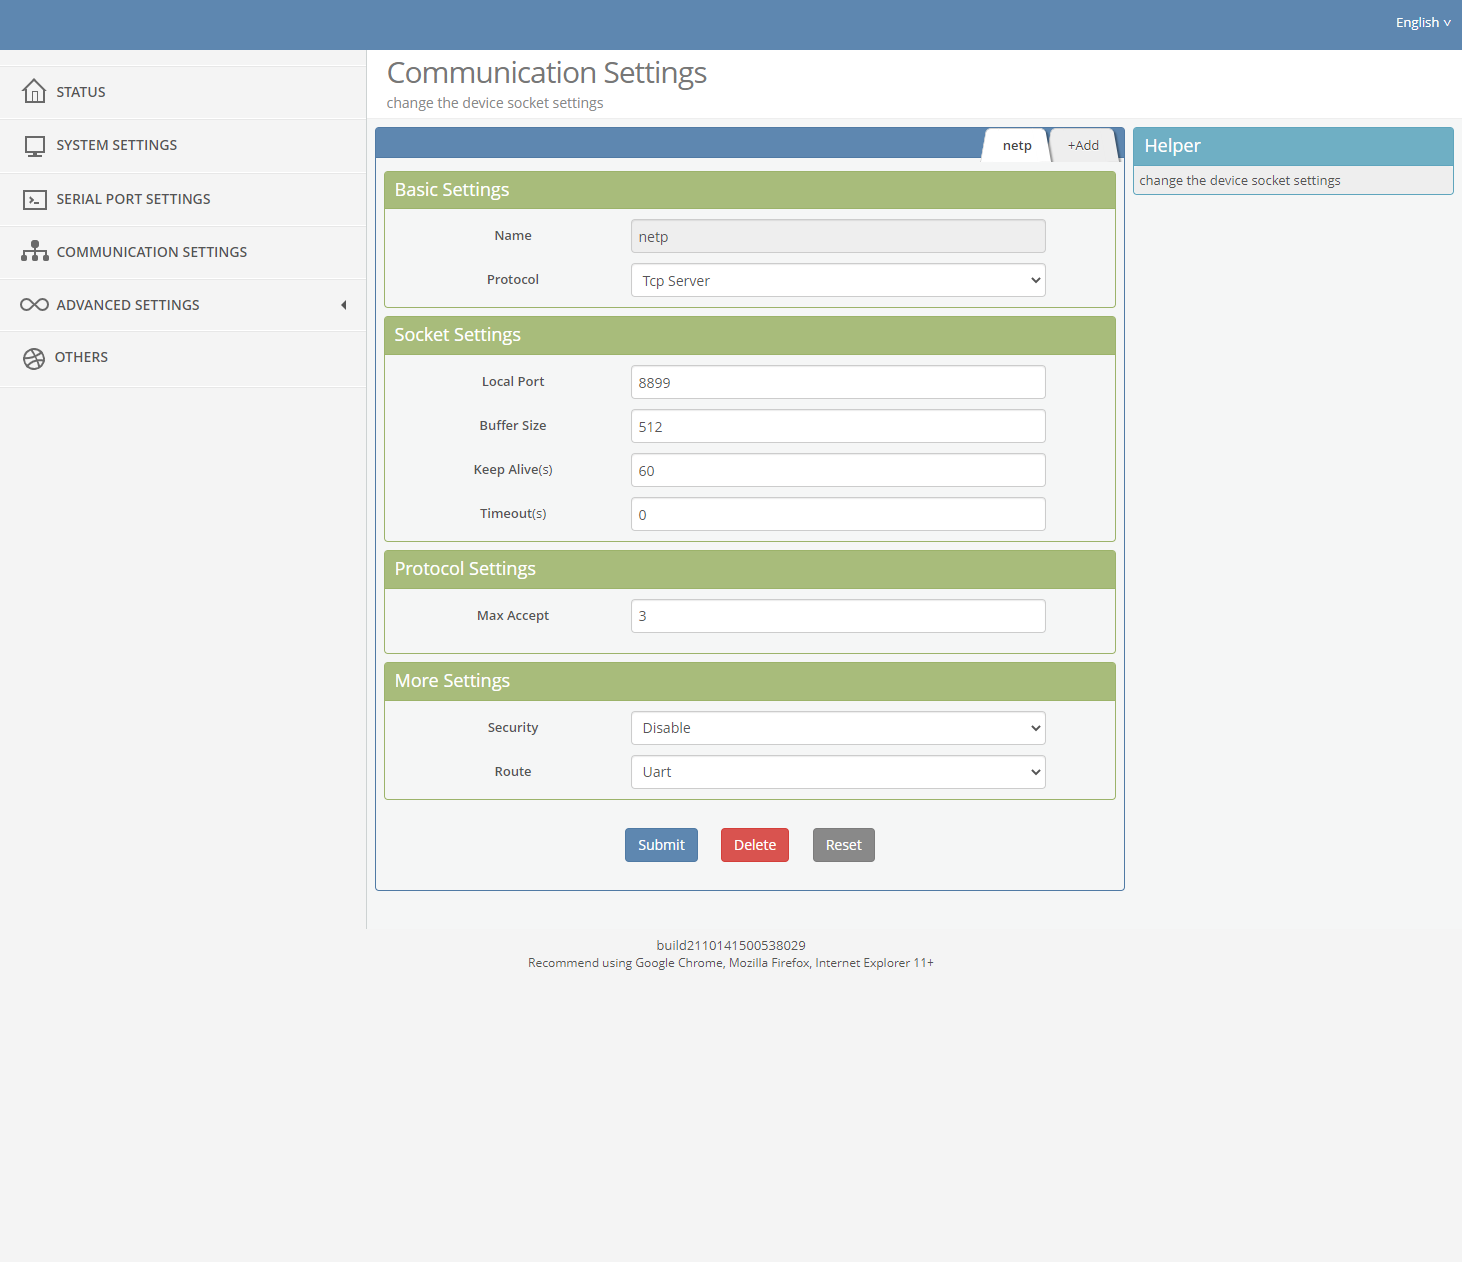 English v
STATUS
SYSTEM SETTINGS
SERIAL PORT SETTINGS
COMMUNICATION SETTINGS
ADVANCED SETTINGS
OTHERS
Communication Settings
change the device socket settings
netp
+Add
Basic Settings
Name
netp
Protocol
Tcp Server
Socket Settings
Local Port
8899
Buffer Size
512
Keep Alive(s)
60
Timeout(s)
0
Protocol Settings
Max Accept
3
More Settings
Security
Disable
Route
Uart
Submit
Delete
Reset
Helper
change the device socket settings
build2110141500538029
Recommend using Google Chrome, Mozilla Firefox, Internet Explorer 11+